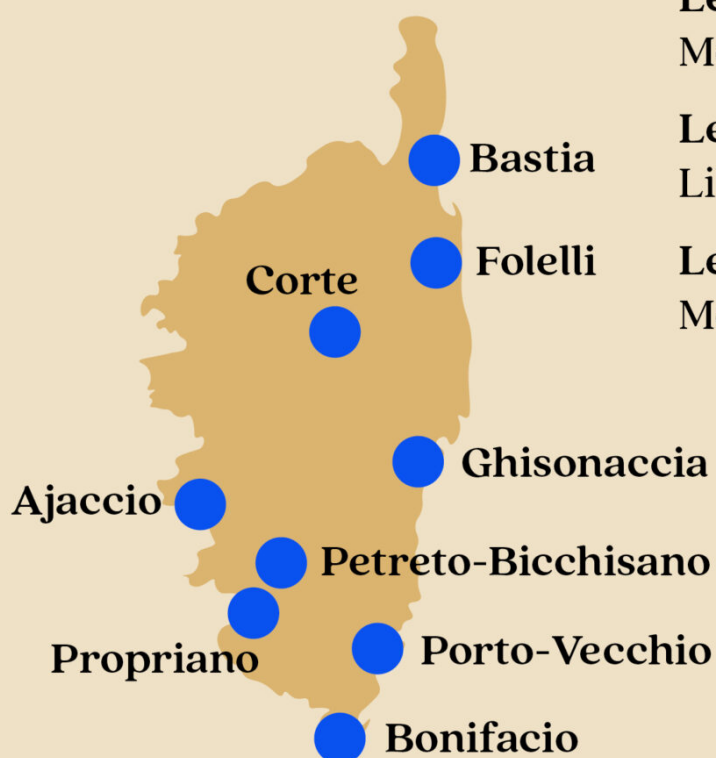 Bastia
Folelli
Corte
Ghisonaccia
Ajaccio
Petreto-Bicchisano
Propriano
Porto-Vecchio
Bonifacio